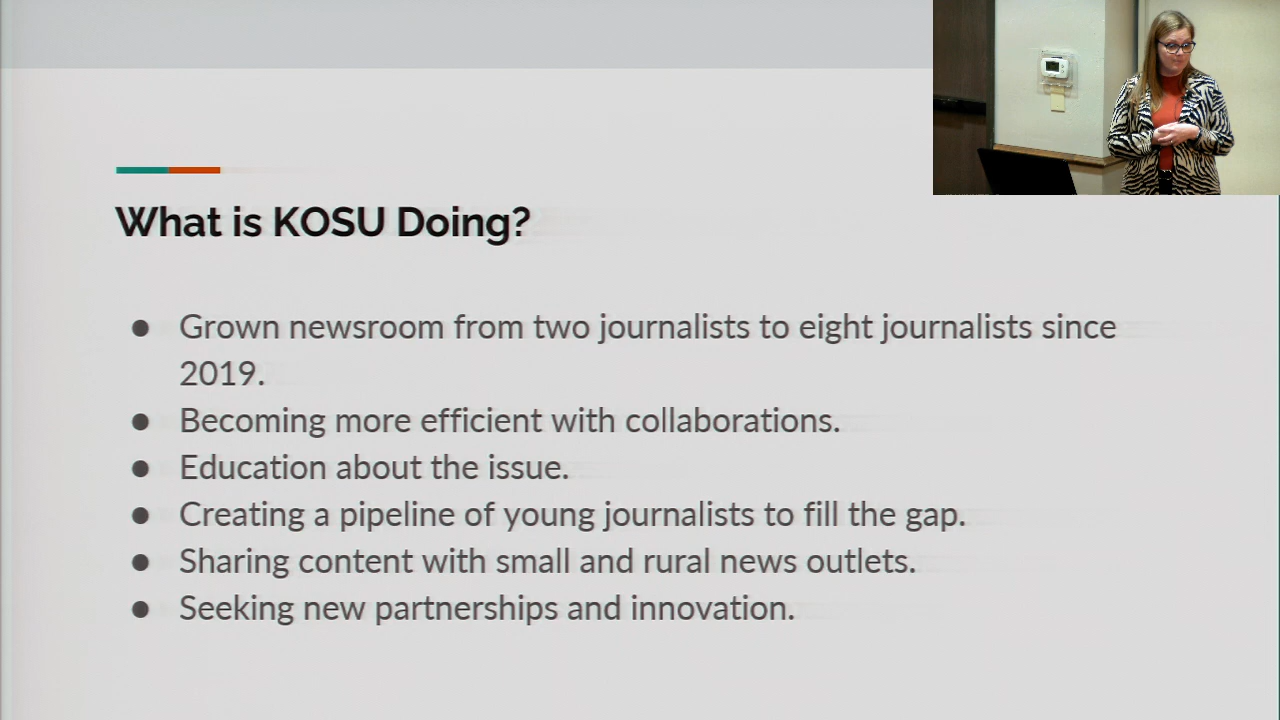 What is KOSU Doing?
● Grown newsroom from two journalists to eight journalists since
2019.
● Becoming more efficient with collaborations.
● Education about the issue.
● Creating a pipeline of young journalists to fill the gap.
● Sharing content with small and rural news outlets.
● Seeking new partnerships and innovation.